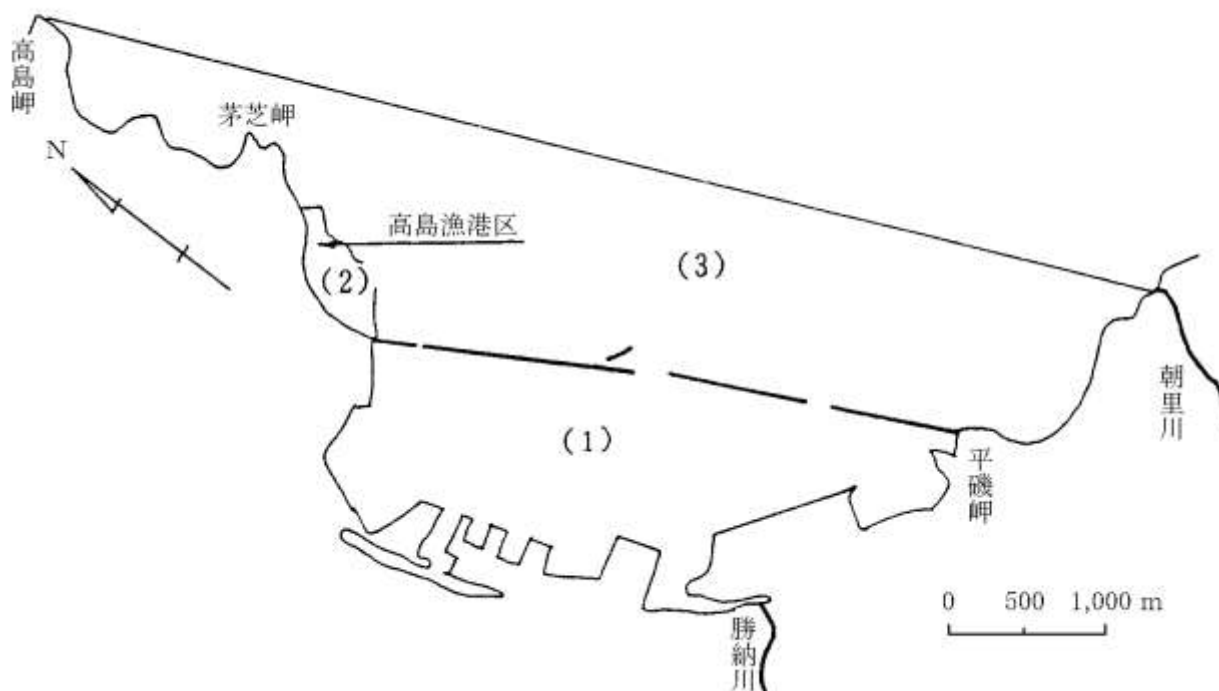 高島岬
茅芝岬
N
高島漁港区
(3)
(2)
(1)
朝里川
平磯岬
0 500 1,000 m
勝納川